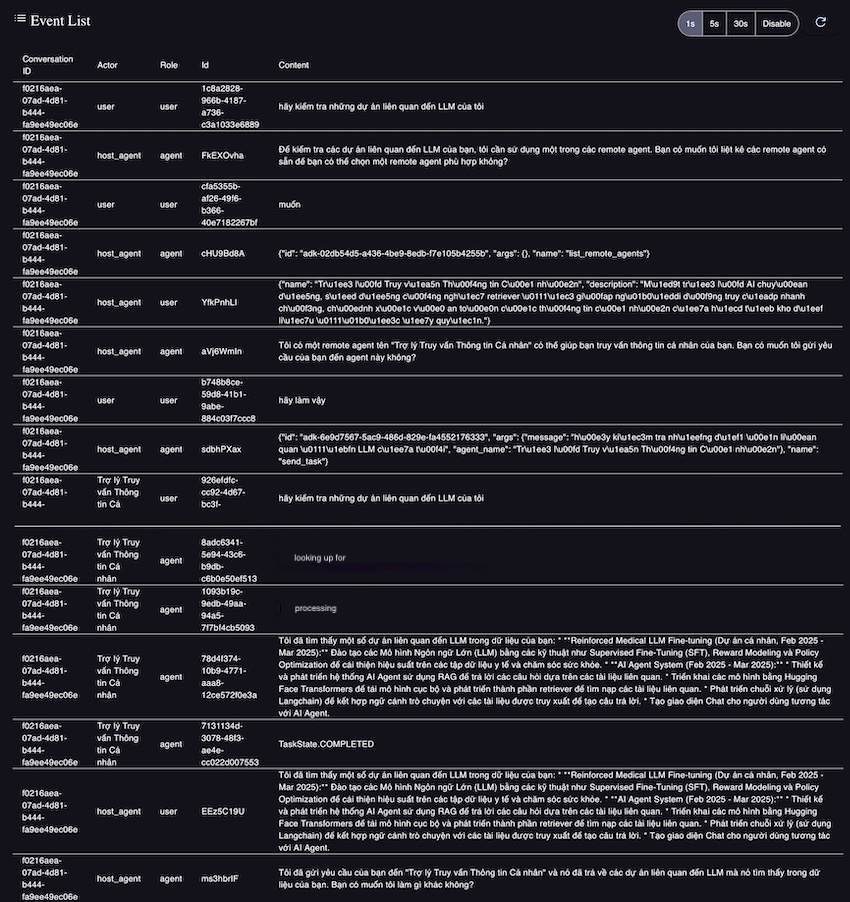 Event List
1s 5s 30s Disable
Conversation ID Actor Role Id Content
f0216aea-07ad-4d81-b444-fa9ee49ec06e user user 1c8a2828-966b-4187-a736-c3a1033e6889 hãy kiểm tra những dự án liên quan đến LLM của tôi
f0216aea-07ad-4d81-b444-fa9ee49ec06e host_agent agent FkEXOvha Để kiểm tra các dự án liên quan đến LLM của bạn, tôi cần sử dụng một trong các remote agent. Bạn có muốn tôi liệt kê các remote agent có
sẵn để bạn có thể chọn một remote agent phù hợp không?
f0216aea-07ad-4d81-b444-fa9ee49ec06e user user cfa5355b-af26-49f6-b366-40e7182267bf muốn
f0216aea-07ad-4d81-b444-fa9ee49ec06e host_agent agent cHU9Bd8A {"id": "adk-02db54d5-a436-4be9-8edb-f7e105b4255b", "args": {}, "name": "list_remote_agents"}
f0216aea-07ad-4d81-b444-fa9ee49ec06e host_agent user YfkPnhLI {"name": "Tr\u1ee3 l\u00fd Truy v\u1ea5n Th\u00f4ng tin C\u00e1 nh\u00e2n", "description": "M\u1ed9t tr\u1ee3 l\u00fd AI chuy\u00ean
d\u1ee5ng, s\u1eed d\u1ee5ng c\u00f4ng ngh\u1ec7 retriever \u0111\u1ec3 gi\u00fap ng\u01b0\u1eddi d\u00f9ng truy c\u1eadp nhanh
ch\u00f3ng, ch\u00ednh x\u00e1c v\u00e0 an to\u00e0n c\u00e1c th\u00f4ng tin c\u00e1 nh\u00e2n c\u1ee7a h\u1ecd t\u1eeb kho d\u1eef
li\u1ec7u \u0111\u01b0\u1ee3c \u1ee7y quy\u1ec1n."}
f0216aea-07ad-4d81-b444-fa9ee49ec06e host_agent agent aVj6WmIn Tôi có một remote agent tên "Trợ lý Truy vấn Thông tin Cá nhân" có thể giúp bạn truy vấn thông tin cá nhân của bạn. Bạn có muốn tôi gửi yêu
cầu của bạn đến agent này không?
f0216aea-07ad-4d81-b444-fa9ee49ec06e user user b748b8ce-59d8-41b1-9abe-884c03f7ccc8 hãy làm vậy
f0216aea-07ad-4d81-b444-fa9ee49ec06e host_agent agent sdbhPXax {"id": "adk-6e9d7567-5ac9-486d-829e-fa4552176333", "args": {"message": "h\u00e3y ki\u1ec3m tra nh\u1eefng d\u1ef1 \u00e1n li\u00ean
quan \u0111\u1ebfn LLM c\u1ee7a t\u00f4i", "agent_name": "Tr\u1ee3 l\u00fd Truy v\u1ea5n Th\u00f4ng tin C\u00e1 nh\u00e2n"}, "name":
"send_task"}
f0216aea-07ad-4d81-b444- Trợ lý Truy vấn Thông tin Cá user 926efdfc-cc92-4d67-bc3f- hãy kiểm tra những dự án liên quan đến LLM của tôi
f0216aea-07ad-4d81-b444-fa9ee49ec06e Trợ lý Truy vấn Thông tin Cá nhân agent 8adc6341-5e94-43c6-b9db-c6b0e50ef513 looking up for
f0216aea-07ad-4d81-b444-fa9ee49ec06e Trợ lý Truy vấn Thông tin Cá nhân agent 1093b19c-9edb-49aa-94a5-7f7bf4cb5093 processing
f0216aea-07ad-4d81-b444-fa9ee49ec06e Trợ lý Truy vấn Thông tin Cá nhân agent 78d4f374-10b9-4771-aaa8-12ce572f0e3a Tôi đã tìm thấy một số dự án liên quan đến LLM trong dữ liệu của bạn: * **Reinforced Medical LLM Fine-tuning (Dự án cá nhân, Feb 2025 -
Mar 2025):** Đào tạo các Mô hình Ngôn ngữ Lớn (LLM) bằng các kỹ thuật như Supervised Fine-Tuning (SFT), Reward Modeling và Policy
Optimization để cải thiện hiệu suất trên các tập dữ liệu y tế và chăm sóc sức khỏe. * **AI Agent System (Feb 2025 - Mar 2025):** * Thiết kế
và phát triển hệ thống AI Agent sử dụng RAG để trả lời các câu hỏi dựa trên các tài liệu liên quan. * Triển khai các mô hình bằng Hugging
Face Transformers để tải mô hình cục bộ và phát triển thành phần retriever để tìm nạp các tài liệu liên quan. * Phát triển chuỗi xử lý (sử dụng
Langchain) để kết hợp ngữ cảnh trò chuyện với các tài liệu được truy xuất để tạo câu trả lời. * Tạo giao diện Chat cho người dùng tương tác
với AI Agent.
f0216aea-07ad-4d81-b444-fa9ee49ec06e Trợ lý Truy vấn Thông tin Cá nhân agent 7131134d-3078-48f3-ae4e-cc022d007553 TaskState.COMPLETED
f0216aea-07ad-4d81-b444-fa9ee49ec06e host_agent user EEz5C19U Tôi đã tìm thấy một số dự án liên quan đến LLM trong dữ liệu của bạn: * **Reinforced Medical LLM Fine-tuning (Dự án cá nhân, Feb 2025 -
Mar 2025):** Đào tạo các Mô hình Ngôn ngữ Lớn (LLM) bằng các kỹ thuật như Supervised Fine-Tuning (SFT), Reward Modeling và Policy
Optimization để cải thiện hiệu suất trên các tập dữ liệu y tế và chăm sóc sức khỏe. * **AI Agent System (Feb 2025 - Mar 2025):** * Thiết kế
và phát triển hệ thống AI Agent sử dụng RAG để trả lời các câu hỏi dựa trên các tài liệu liên quan. * Triển khai các mô hình bằng Hugging
Face Transformers để tải mô hình cục bộ và phát triển thành phần retriever để tìm nạp các tài liệu liên quan. * Phát triển chuỗi xử lý (sử dụng
Langchain) để kết hợp ngữ cảnh trò chuyện với các tài liệu được truy xuất để tạo câu trả lời. * Tạo giao diện Chat cho người dùng tương tác
với AI Agent.
f0216aea-07ad-4d81-b444-fa9ee49ec06e host_agent agent ms3hbrIF Tôi đã gửi yêu cầu của bạn đến "Trợ lý Truy vấn Thông tin Cá nhân" và nó đã trả về các dự án liên quan đến LLM mà nó tìm thấy trong dữ
liệu của bạn. Bạn có muốn tôi làm gì khác không?